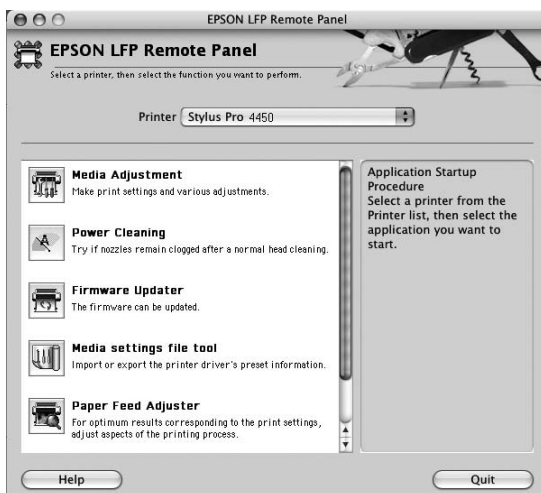 EPSON LFP Remote Panel
EPSON LFP Remote Panel
Select a printer, then select the function you want to perform.
Printer Stylus Pro 4450
Media Adjustment
Make print settings and various adjustments.
Power Cleaning
Try if nozzles remain clogged after a normal head cleaning.
Firmware Updater
The firmware can be updated.
Media settings file tool
Import or export the printer driver's preset information.
Paper Feed Adjuster
For optimum results corresponding to the print settings,
adjust aspects of the printing process.
Application Startup
Procedure
Select a printer from the
Printer list, then select the
application you want to
start.
Help
Quit